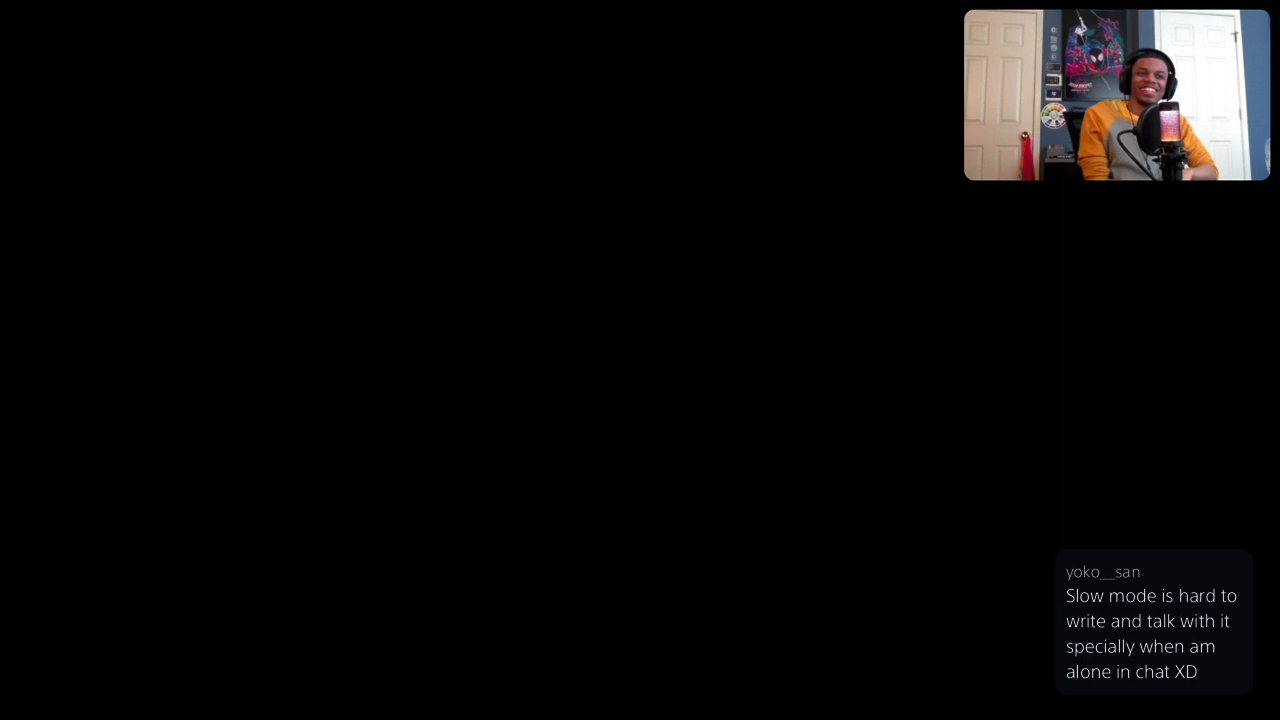 yoko__san
Slow mode is hard to
write and talk with it
specially when am
alone in chat XD